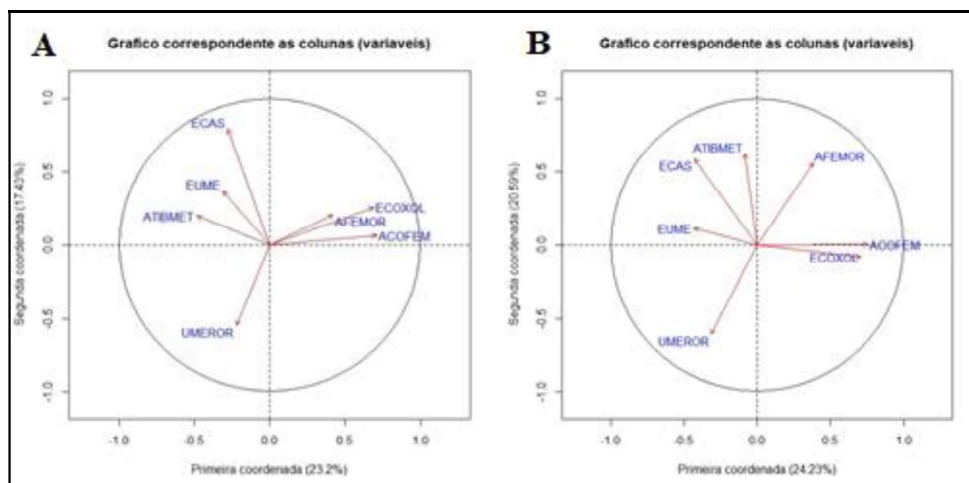 A
Grafico correspondente as colunas (variaveis)
Segunda coordenada (17.43%)
1.0
0.5
0.0
-0.5
-1.0
ECAS
EUME
ATIBMET
ECOXOL
AFEMOR
ACOFEM
UMEROR
-1.0 -0.5 0.0 0.5 1.0
Primeira coordenada (23.2%)
B
Grafico correspondente as colunas (variaveis)
Segunda coordenada (20.59%)
1.0
0.5
0.0
-0.5
-1.0
ATIBMET
AFEMOR
ECAS
EUME
ACOFEM
ECOXOL
UMEROR
-1.0 -0.5 0.0 0.5 1.0
Primeira coordenada (24.23%)